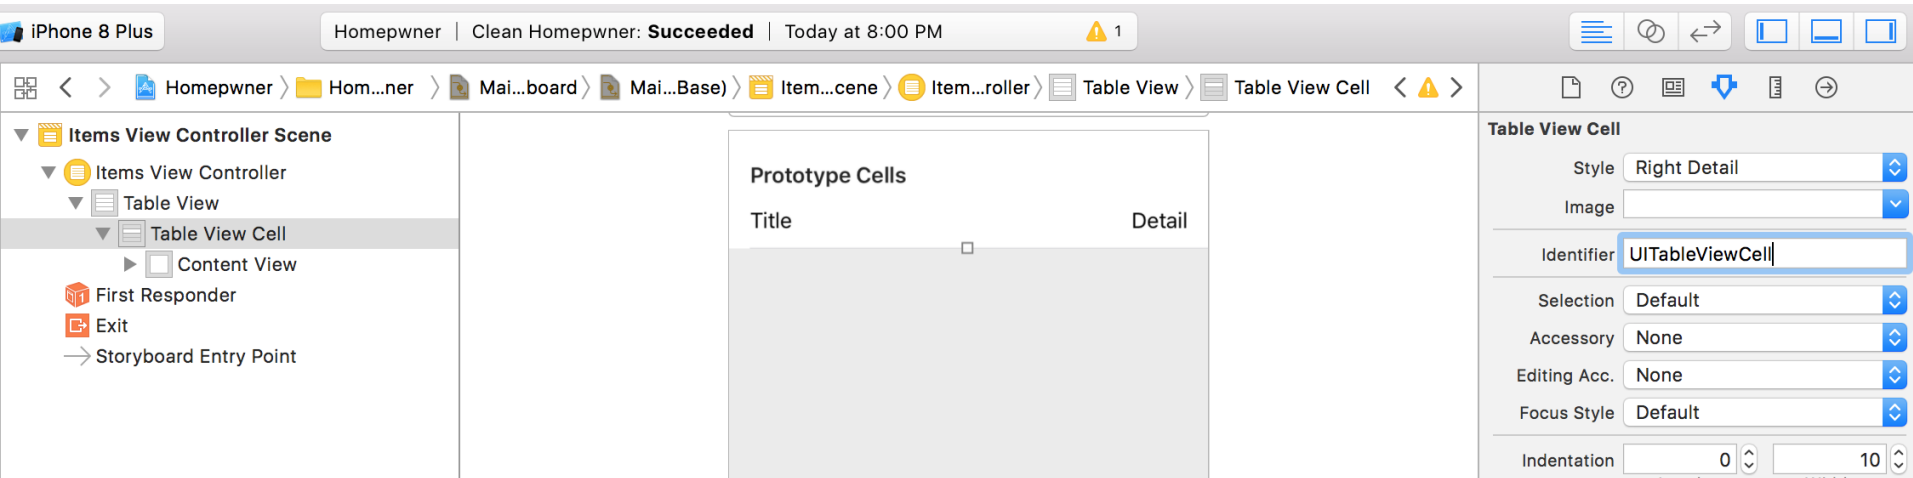 iPhone 8 Plus
Homepwner | Clean Homepwner: Succeeded | Today at 8:00 PM
1
Homepwner
Hom...ner
Mai...board
Mai...Base)
Item...cene
Item...roller
Table View
Table View Cell
Items View Controller Scene
Items View Controller
Table View
Table View Cell
Content View
First Responder
Exit
Storyboard Entry Point
Prototype Cells
Title Detail
Table View Cell
Style Right Detail
Image
Identifier UITableViewCell
Selection Default
Accessory None
Editing Acc. None
Focus Style Default
Indentation 0 10